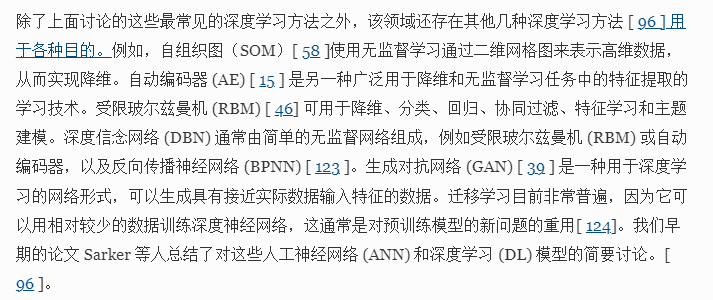 除了上面讨论的这些最常见的深度学习方法之外，该领域还存在其他几种深度学习方法 [ 96 ] 用
于各种目的。例如，自组织图（SOM）[ 58 ]使用无监督学习通过二维网格图来表示高维数据，
从而实现降维。自动编码器 (AE) [ 15 ] 是另一种广泛用于降维和无监督学习任务中的特征提取的
学习技术。受限玻尔兹曼机 (RBM) [ 46] 可用于降维、分类、回归、协同过滤、特征学习和主题
建模。深度信念网络 (DBN) 通常由简单的无监督网络组成，例如受限玻尔兹曼机 (RBM) 或自动
编码器，以及反向传播神经网络 (BPNN) [ 123 ]。生成对抗网络 (GAN) [ 39 ] 是一种用于深度学
习的网络形式，可以生成具有接近实际数据输入特征的数据。迁移学习目前非常普遍，因为它可
以用相对较少的数据训练深度神经网络，这通常是对预训练模型的新问题的重用[ 124]。我们早
期的论文 Sarker 等人总结了对这些人工神经网络 (ANN) 和深度学习 (DL) 模型的简要讨论。[
96 ]。